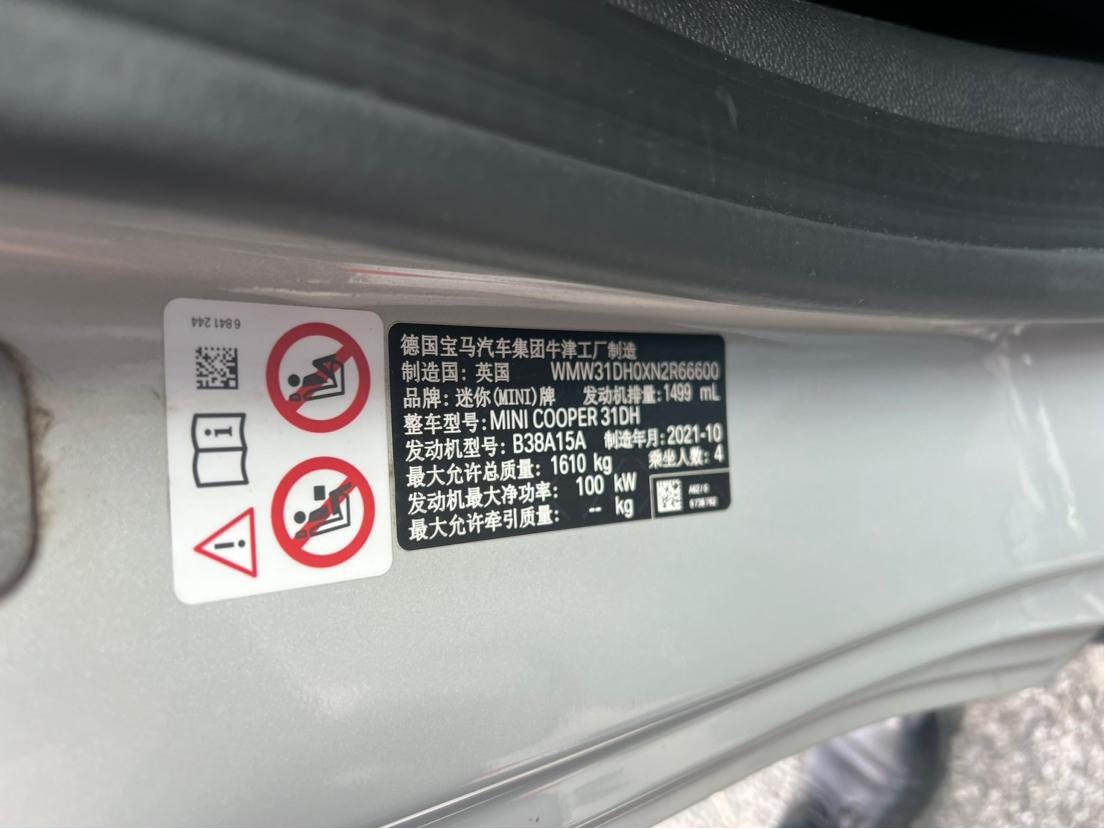 6 841 244
德国宝马汽车集团牛津工厂制造
制造国: 英国 WMW31DH0XN2R66600
品牌: 迷你(MINI)牌 发动机排量:1499 mL
整车型号:MINI COOPER 31DH
发动机型号: B38A15A 制造年月:2021-10
最大允许总质量: 1610 kg 乘坐人数: 4
发动机最大净功率: 100 kW
最大允许牵引质量: -- kg